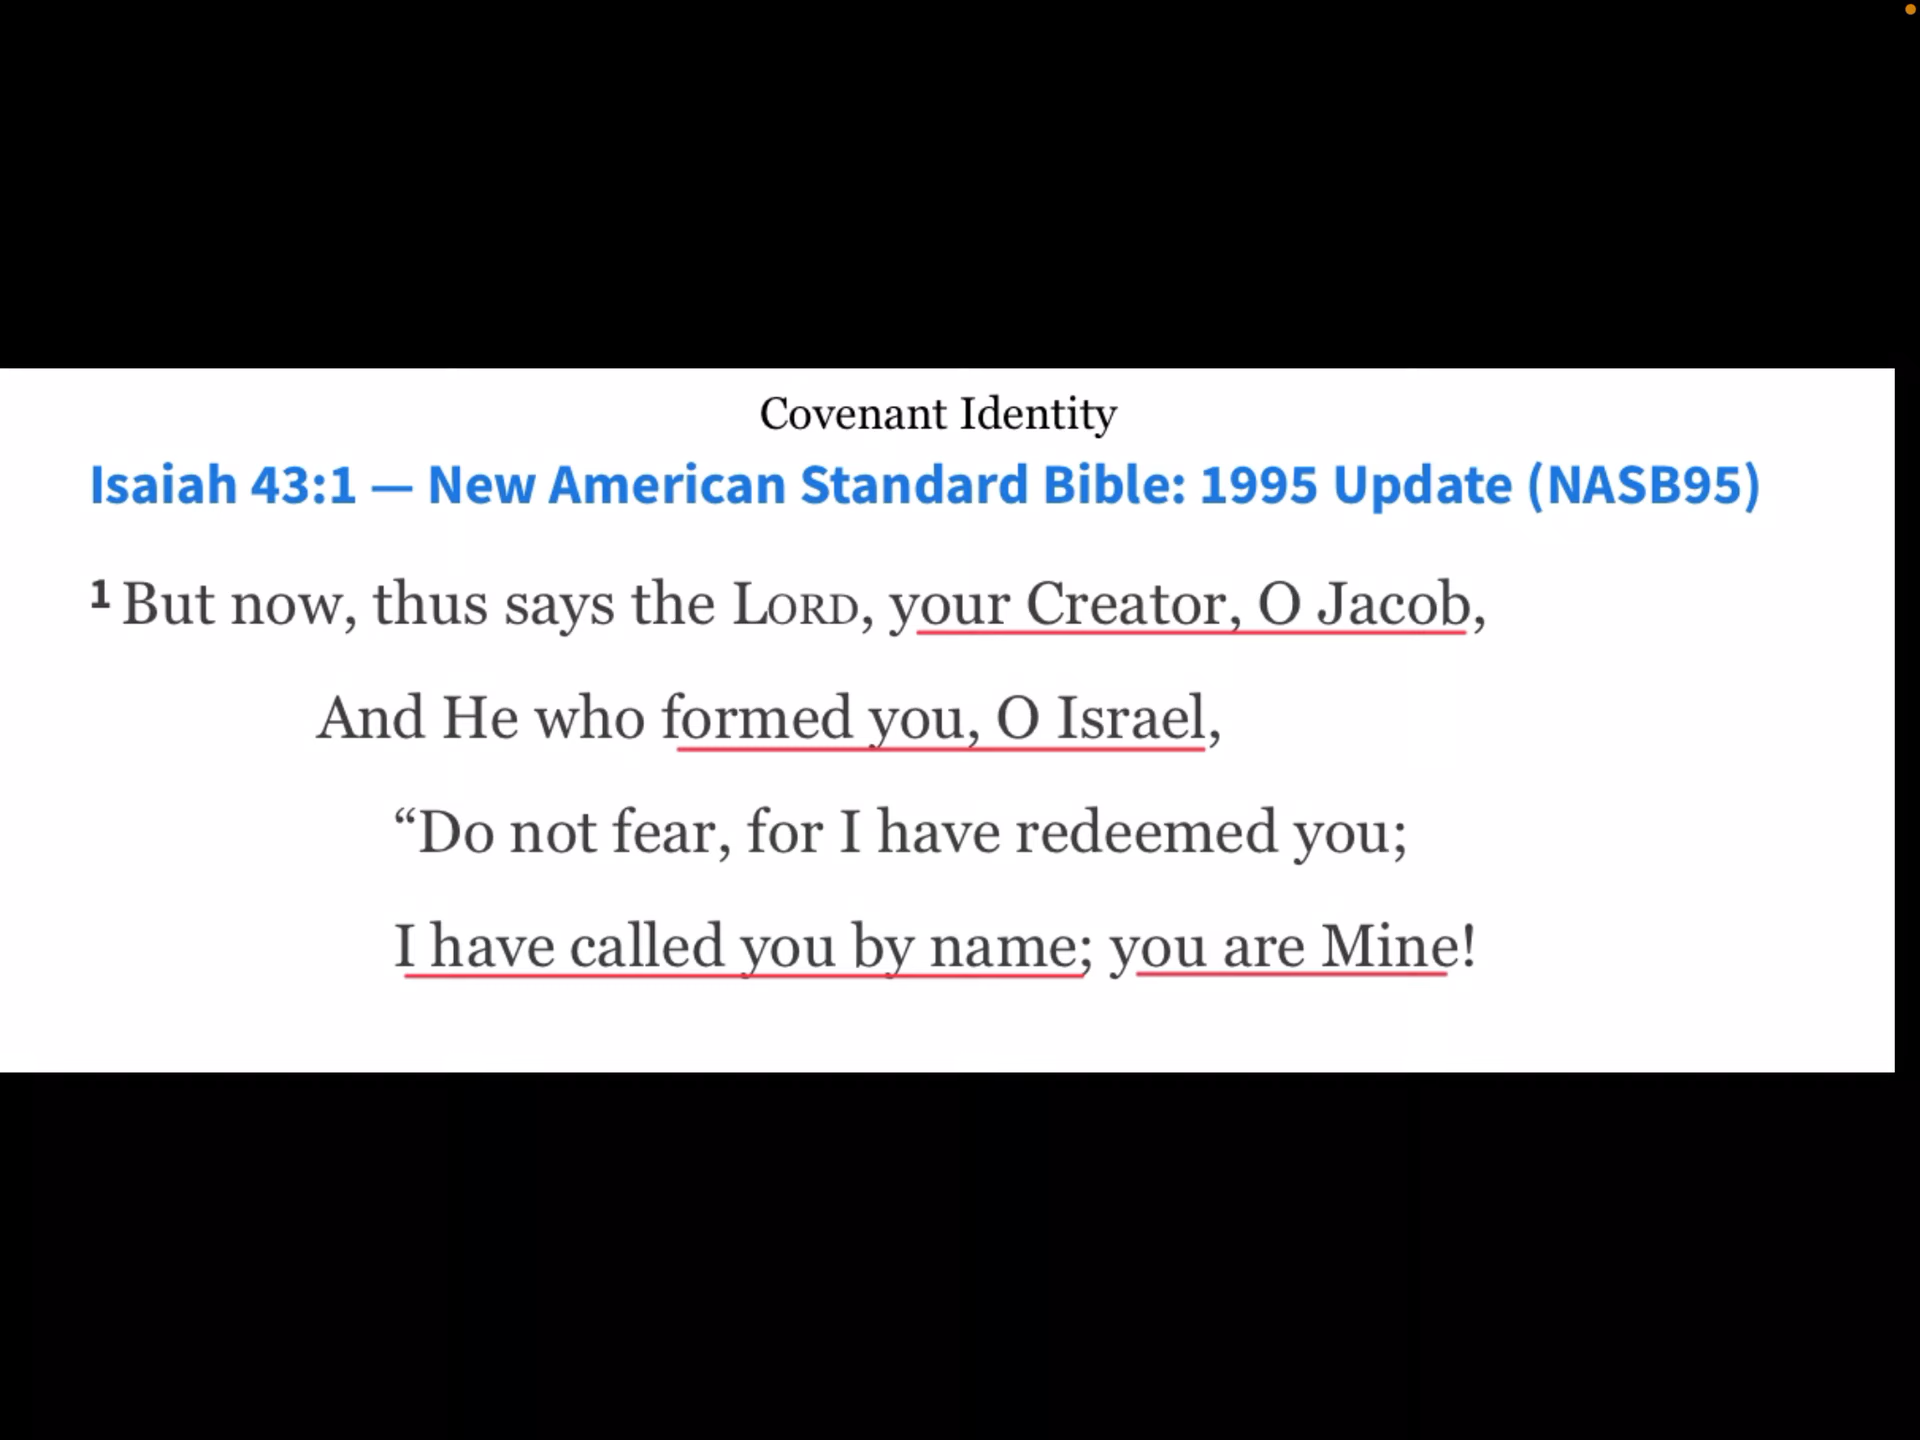 Covenant Identity
Isaiah 43:1 — New American Standard Bible: 1995 Update (NASB95)
1 But now, thus says the LORD, your Creator, O Jacob,
And He who formed you, O Israel,
“Do not fear, for I have redeemed you;
I have called you by name; you are Mine!